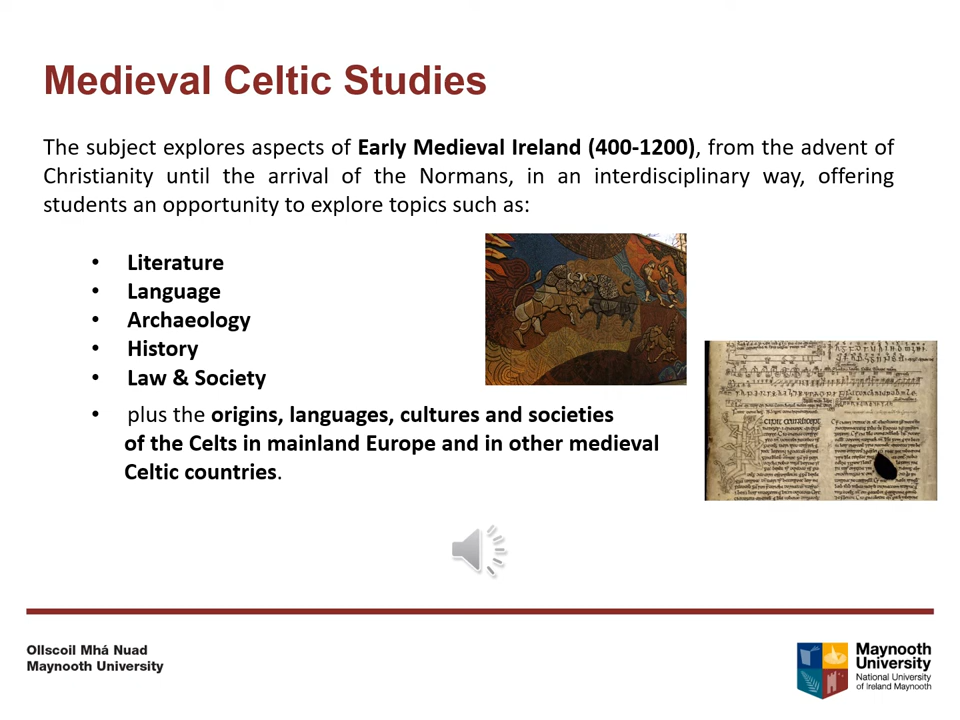 Medieval Celtic Studies
The subject explores aspects of Early Medieval Ireland (400-1200), from the advent of
Christianity until the arrival of the Normans, in an interdisciplinary way, offering
students an opportunity to explore topics such as:
• Literature
• Language
• Archaeology
• History
• Law & Society
• plus the origins, languages, cultures and societies
of the Celts in mainland Europe and in other medieval
Celtic countries.
Ollscoil Mhá Nuad
Maynooth University
Maynooth
University
National University
of Ireland Maynooth